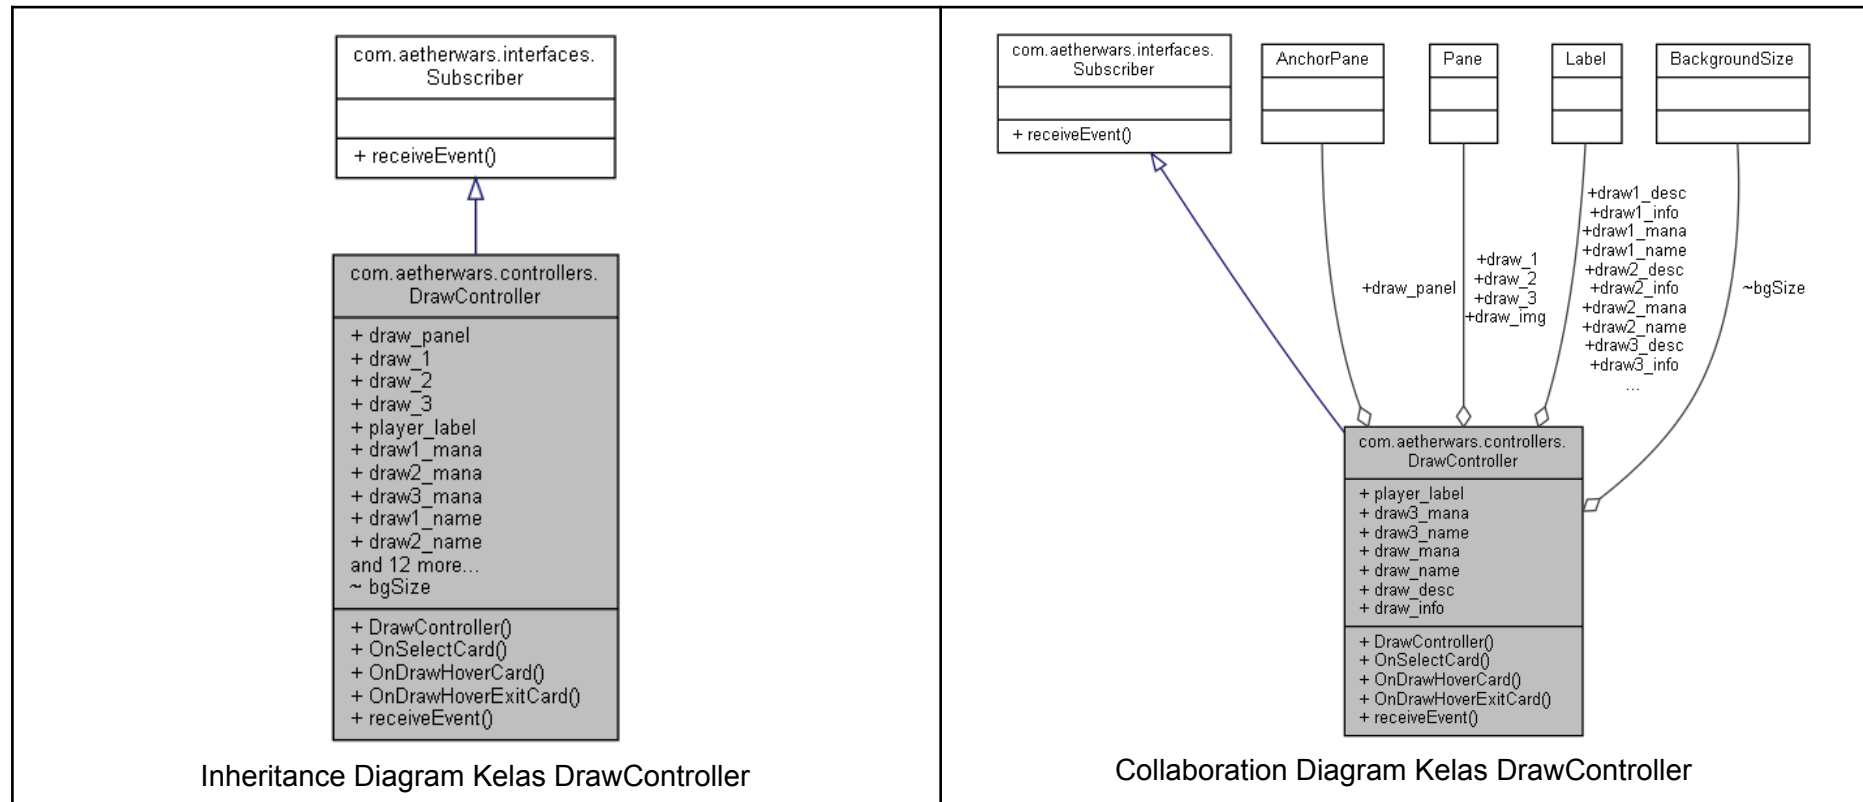 com.aetherwars.interfaces.
Subscriber
+ receiveEvent()
com.aetherwars.controllers.
DrawController
+ draw_panel
+ draw_1
+ draw_2
+ draw_3
+ player_label
+ draw1_mana
+ draw2_mana
+ draw3_mana
+ draw1_name
+ draw2_name
and 12 more...
~ bgSize
+ DrawController()
+ OnSelectCard()
+ OnDrawHoverCard()
+ OnDrawHoverExitCard()
+ receiveEvent()
Inheritance Diagram Kelas DrawController
com.aetherwars.interfaces.
Subscriber
+ receiveEvent()
AnchorPane
Pane
Label
BackgroundSize
+draw_panel
+draw_1
+draw_2
+draw_3
+draw_img
+draw1_desc
+draw1_info
+draw1_mana
+draw1_name
+draw2_desc
+draw2_info
+draw2_mana
+draw2_name
+draw3_desc
+draw3_info
...
~bgSize
com.aetherwars.controllers.
DrawController
+ player_label
+ draw3_mana
+ draw3_name
+ draw_mana
+ draw_name
+ draw_desc
+ draw_info
+ DrawController()
+ OnSelectCard()
+ OnDrawHoverCard()
+ OnDrawHoverExitCard()
+ receiveEvent()
Collaboration Diagram Kelas DrawController